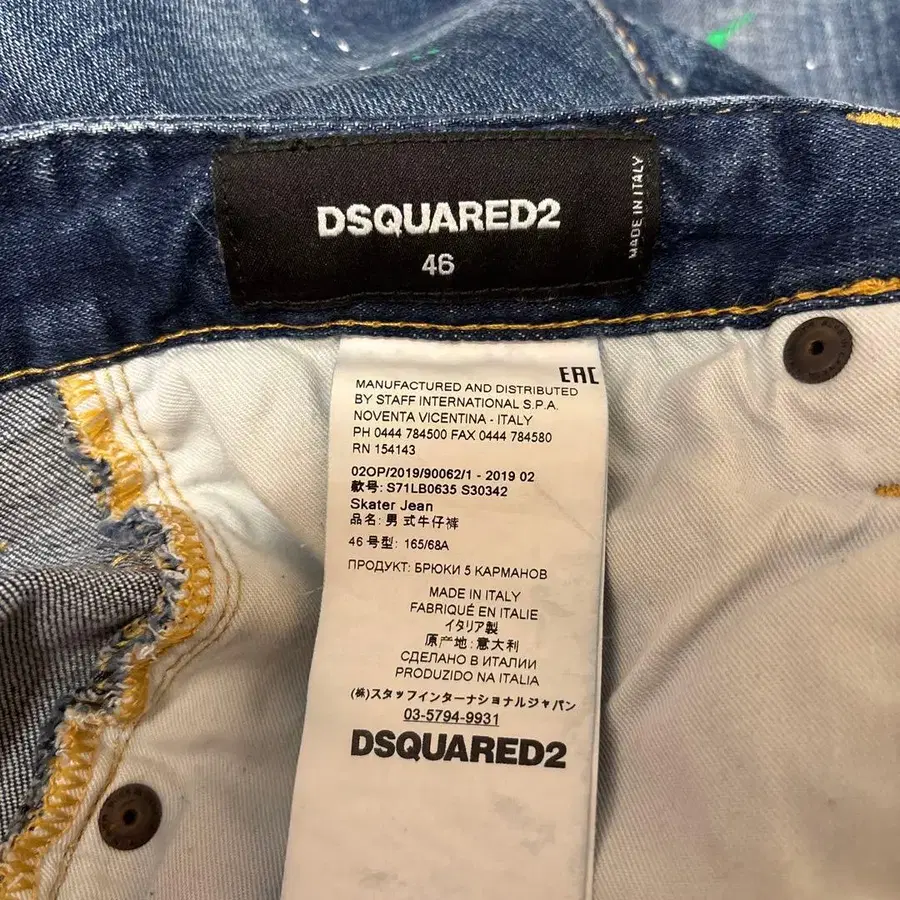 DSQUARED2
46
MADE IN ITALY
EAC
MANUFACTURED AND DISTRIBUTED
BY STAFF INTERNATIONAL S.P.A.
NOVENTA VICENTINA - ITALY
PH 0444 784500 FAX 0444 784580
RN 154143
02OP/2019/90062/1 - 2019 02
款号: S71LB0635 S30342
Skater Jean
品名: 男式牛仔裤
46 号型: 165/68A
ПРОДУКТ: БРЮКИ 5 КАРМАНОВ
MADE IN ITALY
FABRIQUÉ EN ITALIE
イタリア製
原产地: 意大利
СДЕЛАНО В ИТАЛИИ
PRODUZIDO NA ITALIA
(株)スタッフインターナショナルジャパン
03-5794-9931
DSQUARED2